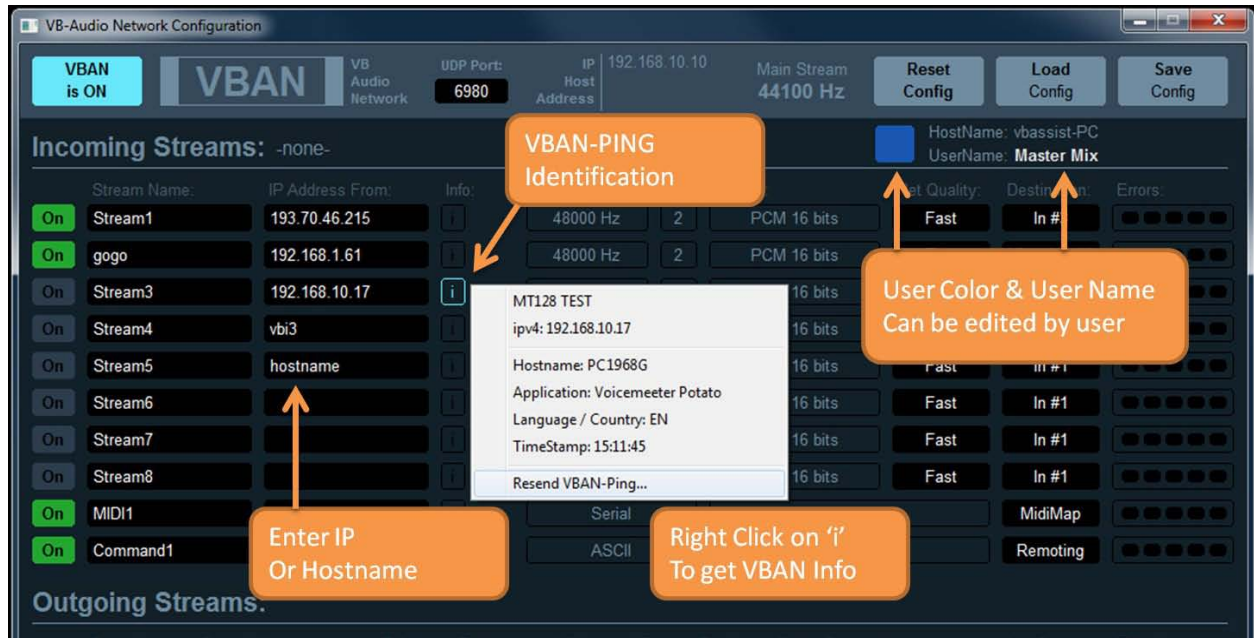 VB-Audio Network Configuration
VBAN is ON
VBAN
VB Audio Network
UDP Port:
6980
IP Host Address
192.168.10.10
Main Stream
44100 Hz
Reset Config
Load Config
Save Config
Incoming Streams: -none-
VBAN-PING
Identification
HostName: vbassist-PC
UserName: Master Mix
Stream Name: IP Address From: Info: Quality: Errors:
On Stream1 193.70.46.215 i 48000 Hz 2 PCM 16 bits Fast In #
On gogo 192.168.1.61 i 48000 Hz 2 PCM 16 bits
On Stream3 192.168.10.17 i 16 bits
On Stream4 vbi3 i 16 bits
On Stream5 hostname i 16 bits Fast In #1
On Stream6 i 16 bits Fast In #1
On Stream7 i 16 bits Fast In #1
On Stream8 i 16 bits Fast In #1
On MIDI1 Serial MidiMap
On Command1 ASCII Remoting
User Color & User Name
Can be edited by user
MT128 TEST
ipv4: 192.168.10.17
Hostname: PC1968G
Application: Voicemeeter Potato
Language / Country: EN
TimeStamp: 15:11:45
Resend VBAN-Ping...
Enter IP
Or Hostname
Right Click on ‘i’
To get VBAN Info
Outgoing Streams: